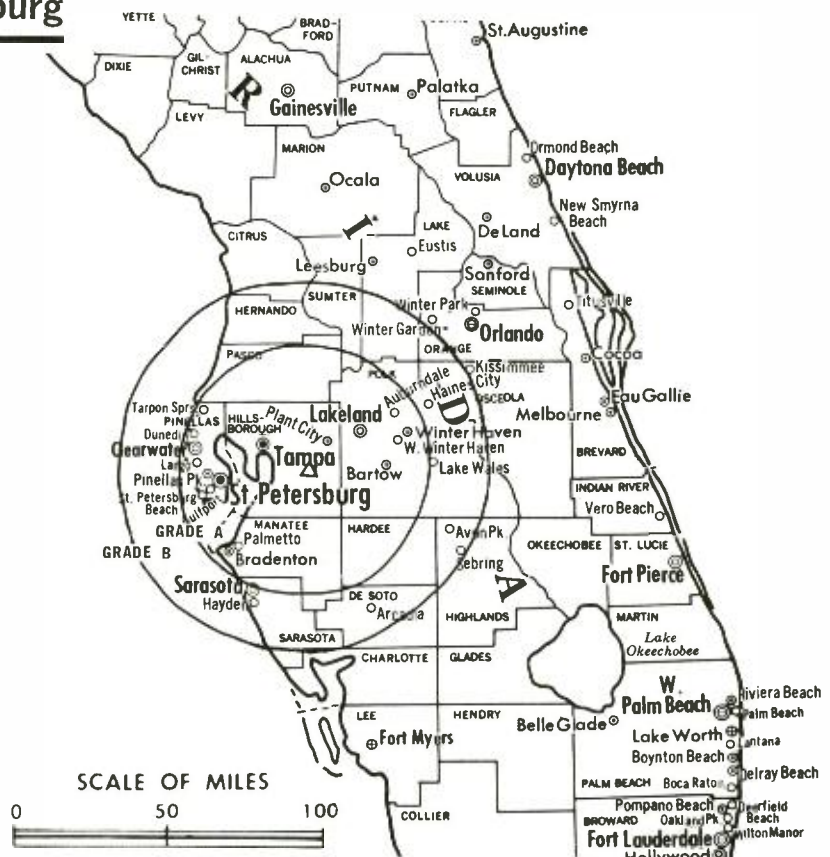 burg
YETTE
BRAD-
FORD
St. Augustine
DIXIE
GIL-
CHRIST
ALACHUA
R
Gainesville
PUTNAM
Palatka
LEVY
FLAGLER
MARION
Ormond Beach
Daytona Beach
Ocala
VOLUSIA
New Smyrna
Beach
I
LAKE
DeLand
CITRUS
Eustis
Leesburg
Sanford
SEMINOLE
SUMTER
HERNANDO
Winter Park
Titusville
Winter Garden
Orlando
ORANGE
PASCO
Cocoa
POLK
Kissimmee
Auburndale
Haines City
OSCEOLA
D
Eau Gallie
Tarpon Sprs
PINELLAS
HILLS-
BOROUGH
Plant City
Lakeland
Melbourne
Dunedi
Clearwater
Winter Haven
Tampa
W. Winter Haven
BREVARD
Lar
Bartow
Lake Wales
Pinellas P
St. Petersburg
INDIAN RIVER
St. Petersburg
Beach
Gulfport
Vero Beach
GRADE A
MANATEE
HARDEE
Avon Pk
GRADE B
Palmetto
OKEECHOBEE
ST. LUCIE
Bradenton
Sebring
A
Fort Pierce
Sarasota
Hayden
DE SOTO
Arcadia
HIGHLANDS
MARTIN
SARASOTA
Lake
Okeechobee
CHARLOTTE
GLADES
W.
Palm Beach
Riviera Beach
Palm Beach
LEE
HENDRY
Belle Glade
Lake Worth
Lantana
Fort Myers
Boynton Beach
Delray Beach
SCALE OF MILES
PALM BEACH
Boca Rato
0 50 100
Pompano Beach
Deerfield
Beach
COLLIER
BROWARD
Oakland Pk
Wilton Manor
Fort Lauderdale
Hollywood